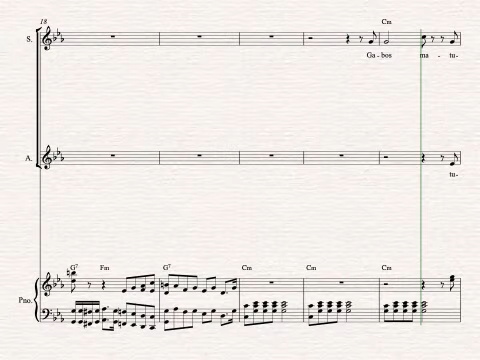 18
Cm
S.
Ga - bos ma - tu-
A.
tu-
G7 Fm G7 Cm Cm Cm
Pno.